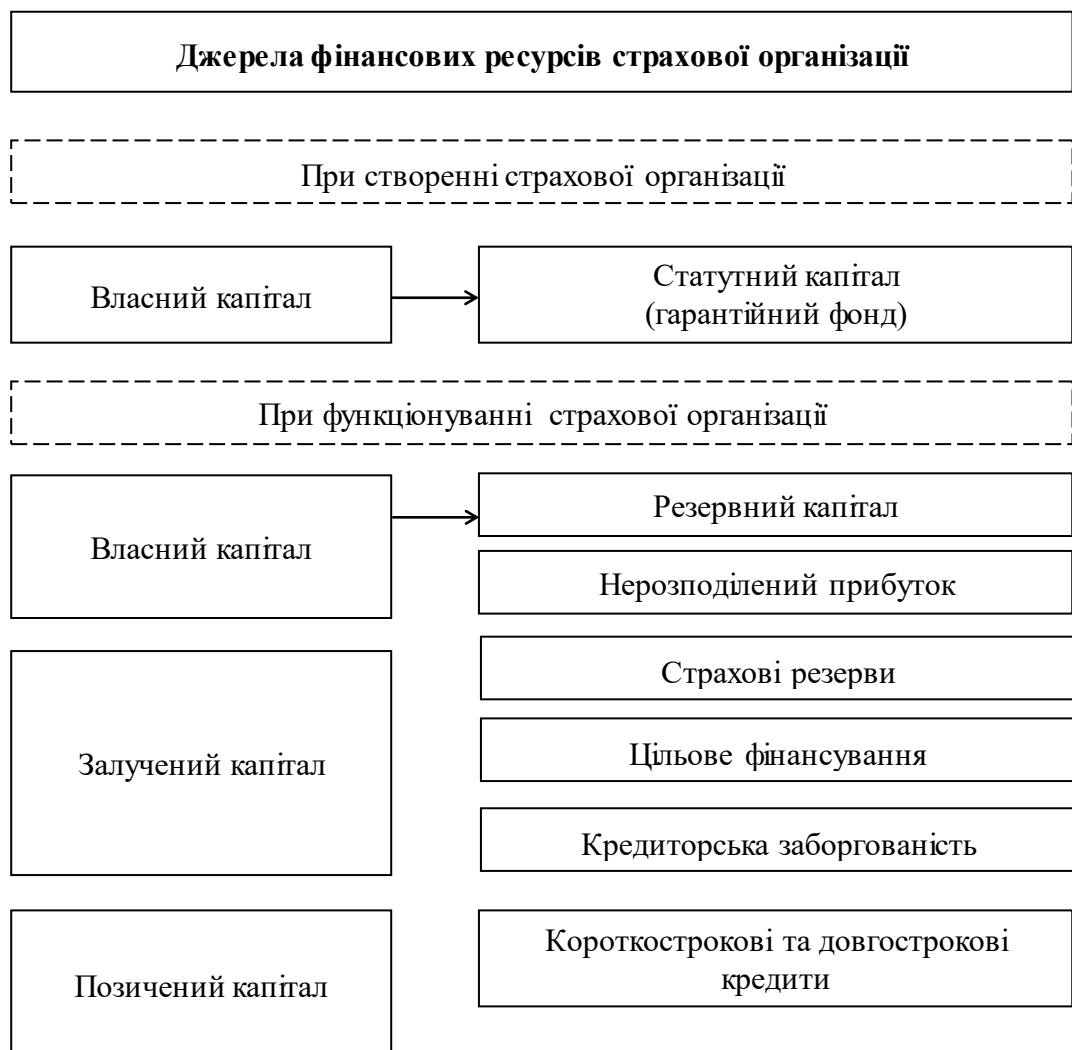 Джерела фінансових ресурсів страхової організації
При створенні страхової організації
Власний капітал
Статутний капітал
(гарантійний фонд)
При функціонуванні страхової організації
Власний капітал
Резервний капітал
Нерозподілений прибуток
Залучений капітал
Страхові резерви
Цільове фінансування
Кредиторська заборгованість
Позичений капітал
Короткострокові та довгострокові
кредити